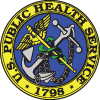 U.S. PUBLIC HEALTH SERVICE
1798